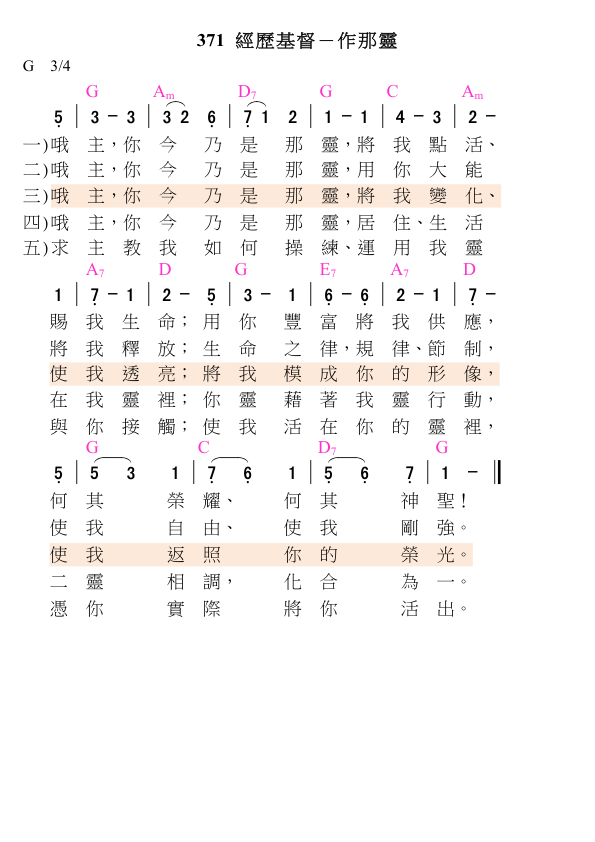 371 經歷基督－作那靈
G 3/4
G Am D7 G C Am
5̣ | 3 － 3 | 3 2 6̣ | 7̣ 1 2 | 1 － 1 | 4 － 3 | 2 －
一)哦 主，你 今 乃 是 那 靈，將 我 點 活、
二)哦 主，你 今 乃 是 那 靈，用 你 大 能
三)哦 主，你 今 乃 是 那 靈，將 我 變 化、
四)哦 主，你 今 乃 是 那 靈，居 住、生 活
五)求 主 教 我 如 何 操 練、運 用 我 靈
A7 D G E7 A7 D
1 | 7̣ － 1 | 2 － 5̣ | 3 － 1 | 6̣ － 6̣ | 2 － 1 | 7̣ －
賜 我 生 命；用 你 豐 富 將 我 供 應，
將 我 釋 放；生 命 之 律，規 律、節 制，
使 我 透 亮；將 我 模 成 你 的 形 像，
在 我 靈 裡；你 靈 藉 著 我 靈 行 動，
與 你 接 觸；使 我 活 在 你 的 靈 裡，
G C D7 G
5̣ | 5̣ 3 1 | 7̣ 6̣ 1 | 5̣ 6̣ 7̣ | 1 － ‖
何 其 榮 耀、 何 其 神 聖！
使 我 自 由、 使 我 剛 強。
使 我 返 照 你 的 榮 光。
二 靈 相 調， 化 合 為 一。
憑 你 實 際 將 你 活 出。